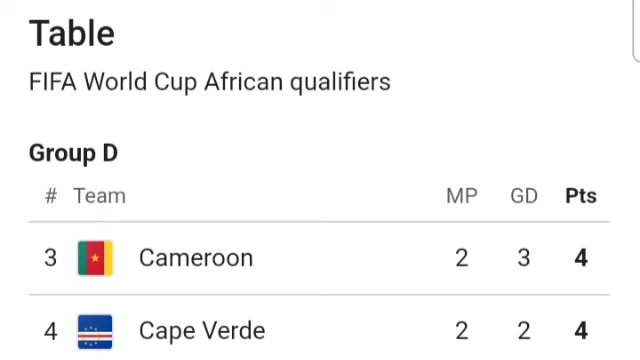 Table
FIFA World Cup African qualifiers
Group D
# Team MP GD Pts
3 Cameroon 2 3 4
4 Cape Verde 2 2 4